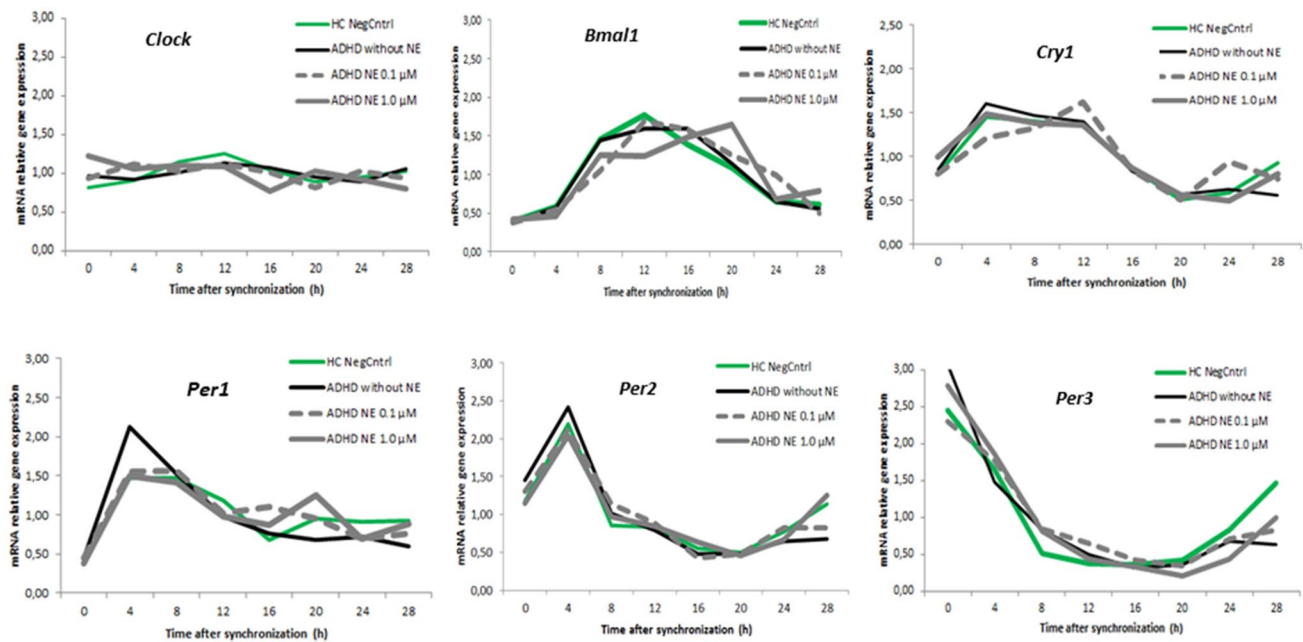 Clock
mRNA relative gene expression
3,00
2,50
2,00
1,50
1,00
0,50
0,00
0 4 8 12 16 20 24 28
Time after synchronization (h)
HC NegCntrl
ADHD without NE
ADHD NE 0.1 µM
ADHD NE 1.0 µM
Bmal1
mRNA relative gene expression
3,00
2,50
2,00
1,50
1,00
0,50
0,00
0 4 8 12 16 20 24 28
Time after synchronization (h)
HC NegCntrl
ADHD without NE
ADHD NE 0.1 µM
ADHD NE 1.0 µM
Cry1
mRNA relative gene expression
2,50
2,00
1,50
1,00
0,50
0,00
0 4 8 12 16 20 24 28
Time after synchronization (h)
HC NegCntrl
ADHD without NE
ADHD NE 0.1 µM
ADHD NE 1.0 µM
Per1
mRNA relative gene expression
3,00
2,50
2,00
1,50
1,00
0,50
0,00
0 4 8 12 16 20 24 28
Time after synchronization (h)
HC NegCntrl
ADHD without NE
ADHD NE 0.1 µM
ADHD NE 1.0 µM
Per2
mRNA relative gene expression
3,00
2,50
2,00
1,50
1,00
0,50
0,00
0 4 8 12 16 20 24 28
Time after synchronization (h)
HC NegCntrl
ADHD without NE
ADHD NE 0.1 µM
ADHD NE 1.0 µM
Per3
mRNA relative gene expression
3,00
2,50
2,00
1,50
1,00
0,50
0,00
0 4 8 12 16 20 24 28
Time after synchronization (h)
HC NegCntrl
ADHD without NE
ADHD NE 0.1 µM
ADHD NE 1.0 µM